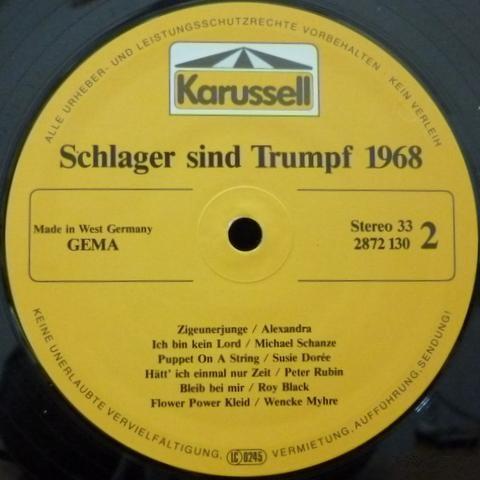 ALLE URHEBER- UND LEISTUNGSSCHUTZRECHTE VORBEHALTEN · KEIN VERLEIH
Karussell
Schlager sind Trumpf 1968
Made in West Germany
GEMA
Stereo 33
2872 130 2
Zigeunerjunge / Alexandra
Ich bin kein Lord / Michael Schanze
Puppet On A String / Susie Dorée
Hätt' ich einmal nur Zeit / Peter Rubin
Bleib bei mir / Roy Black
Flower Power Kleid / Wencke Myhre
KEINE UNERLAUBTE VERVIELFÄLTIGUNG, VERMIETUNG, AUFFÜHRUNG, SENDUNG!
LC 0245